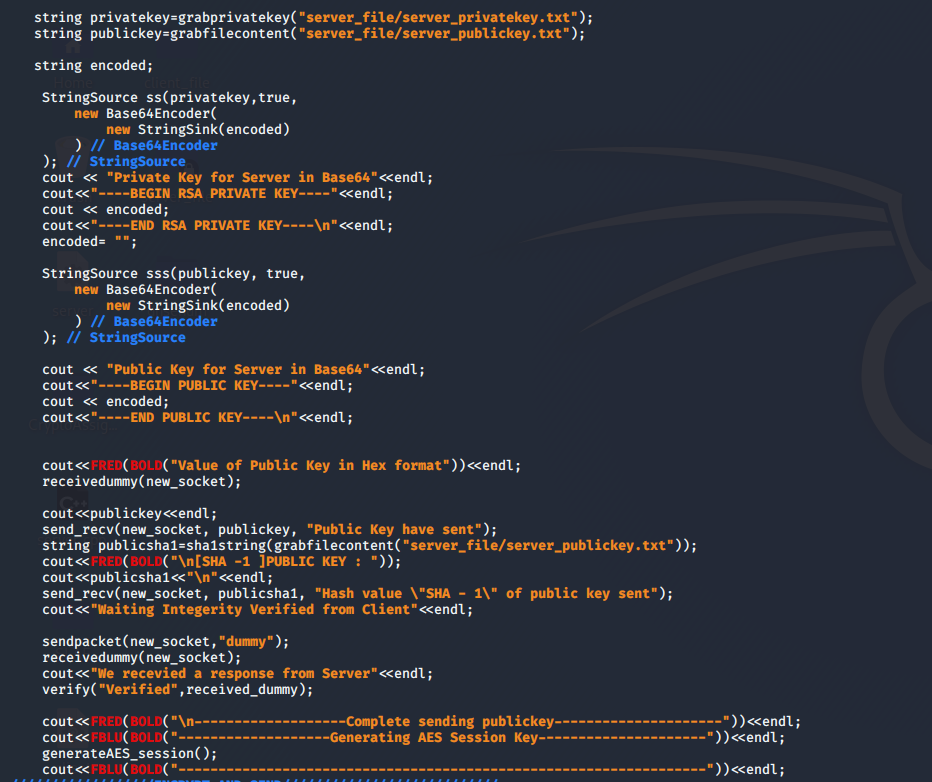 string privatekey=grabprivatekey("server_file/server_privatekey.txt");
string publickey=grabfilecontent("server_file/server_publickey.txt");
string encoded;
StringSource ss(privatekey,true,
new Base64Encoder(
new StringSink(encoded)
) // Base64Encoder
); // StringSource
cout << "Private Key for Server in Base64"<<endl;
cout<<"----BEGIN RSA PRIVATE KEY----"<<endl;
cout << encoded;
cout<<"----END RSA PRIVATE KEY----\n"<<endl;
encoded= "";
StringSource sss(publickey, true,
new Base64Encoder(
new StringSink(encoded)
) // Base64Encoder
); // StringSource
cout << "Public Key for Server in Base64"<<endl;
cout<<"----BEGIN PUBLIC KEY----"<<endl;
cout << encoded;
cout<<"----END PUBLIC KEY----\n"<<endl;
cout<<FRED(BOLD("Value of Public Key in Hex format"))<<endl;
receivedummy(new_socket);
cout<<publickey<<endl;
send_recv(new_socket, publickey, "Public Key have sent");
string publicsha1=sha1string(grabfilecontent("server_file/server_publickey.txt"));
cout<<FRED(BOLD("\n[SHA -1 ]PUBLIC KEY : "));
cout<<publicsha1<<"\n"<<endl;
send_recv(new_socket, publicsha1, "Hash value \"SHA - 1\" of public key sent");
cout<<"Waiting Integerity Verified from Client"<<endl;
sendpacket(new_socket,"dummy");
receivedummy(new_socket);
cout<<"We recevied a response from Server"<<endl;
verify("Verified",received_dummy);
cout<<FRED(BOLD("\n-------------------Complete sending publickey---------------------"))<<endl;
cout<<FBLU(BOLD("-------------------Generating AES Session Key---------------------"))<<endl;
generateAES_session();
cout<<FBLU(BOLD("------------------------------------------------------------------"))<<endl;